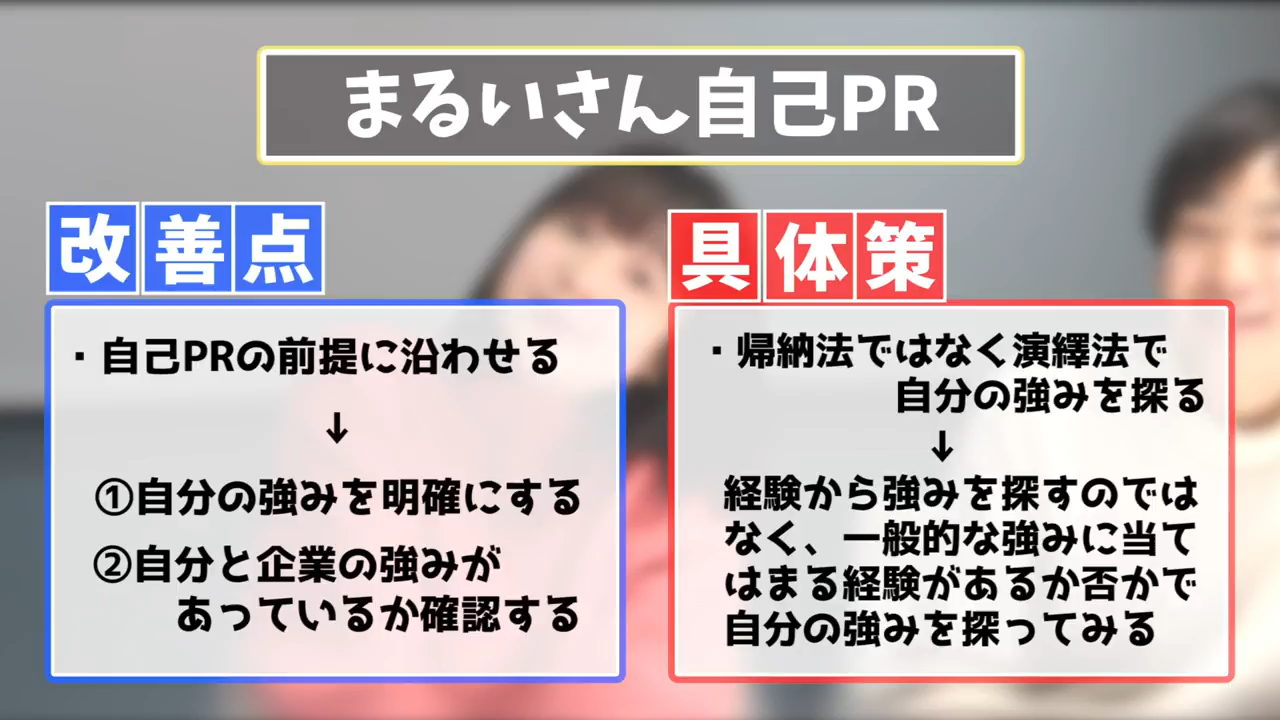 まるいさん自己PR
改善点
・自己PRの前提に沿わせる
↓
①自分の強みを明確にする
②自分と企業の強みが
あっているか確認する
具体策
・帰納法ではなく演繹法で
自分の強みを探る
↓
経験から強みを探すのでは
なく、一般的な強みに当て
はまる経験があるか否かで
自分の強みを探ってみる